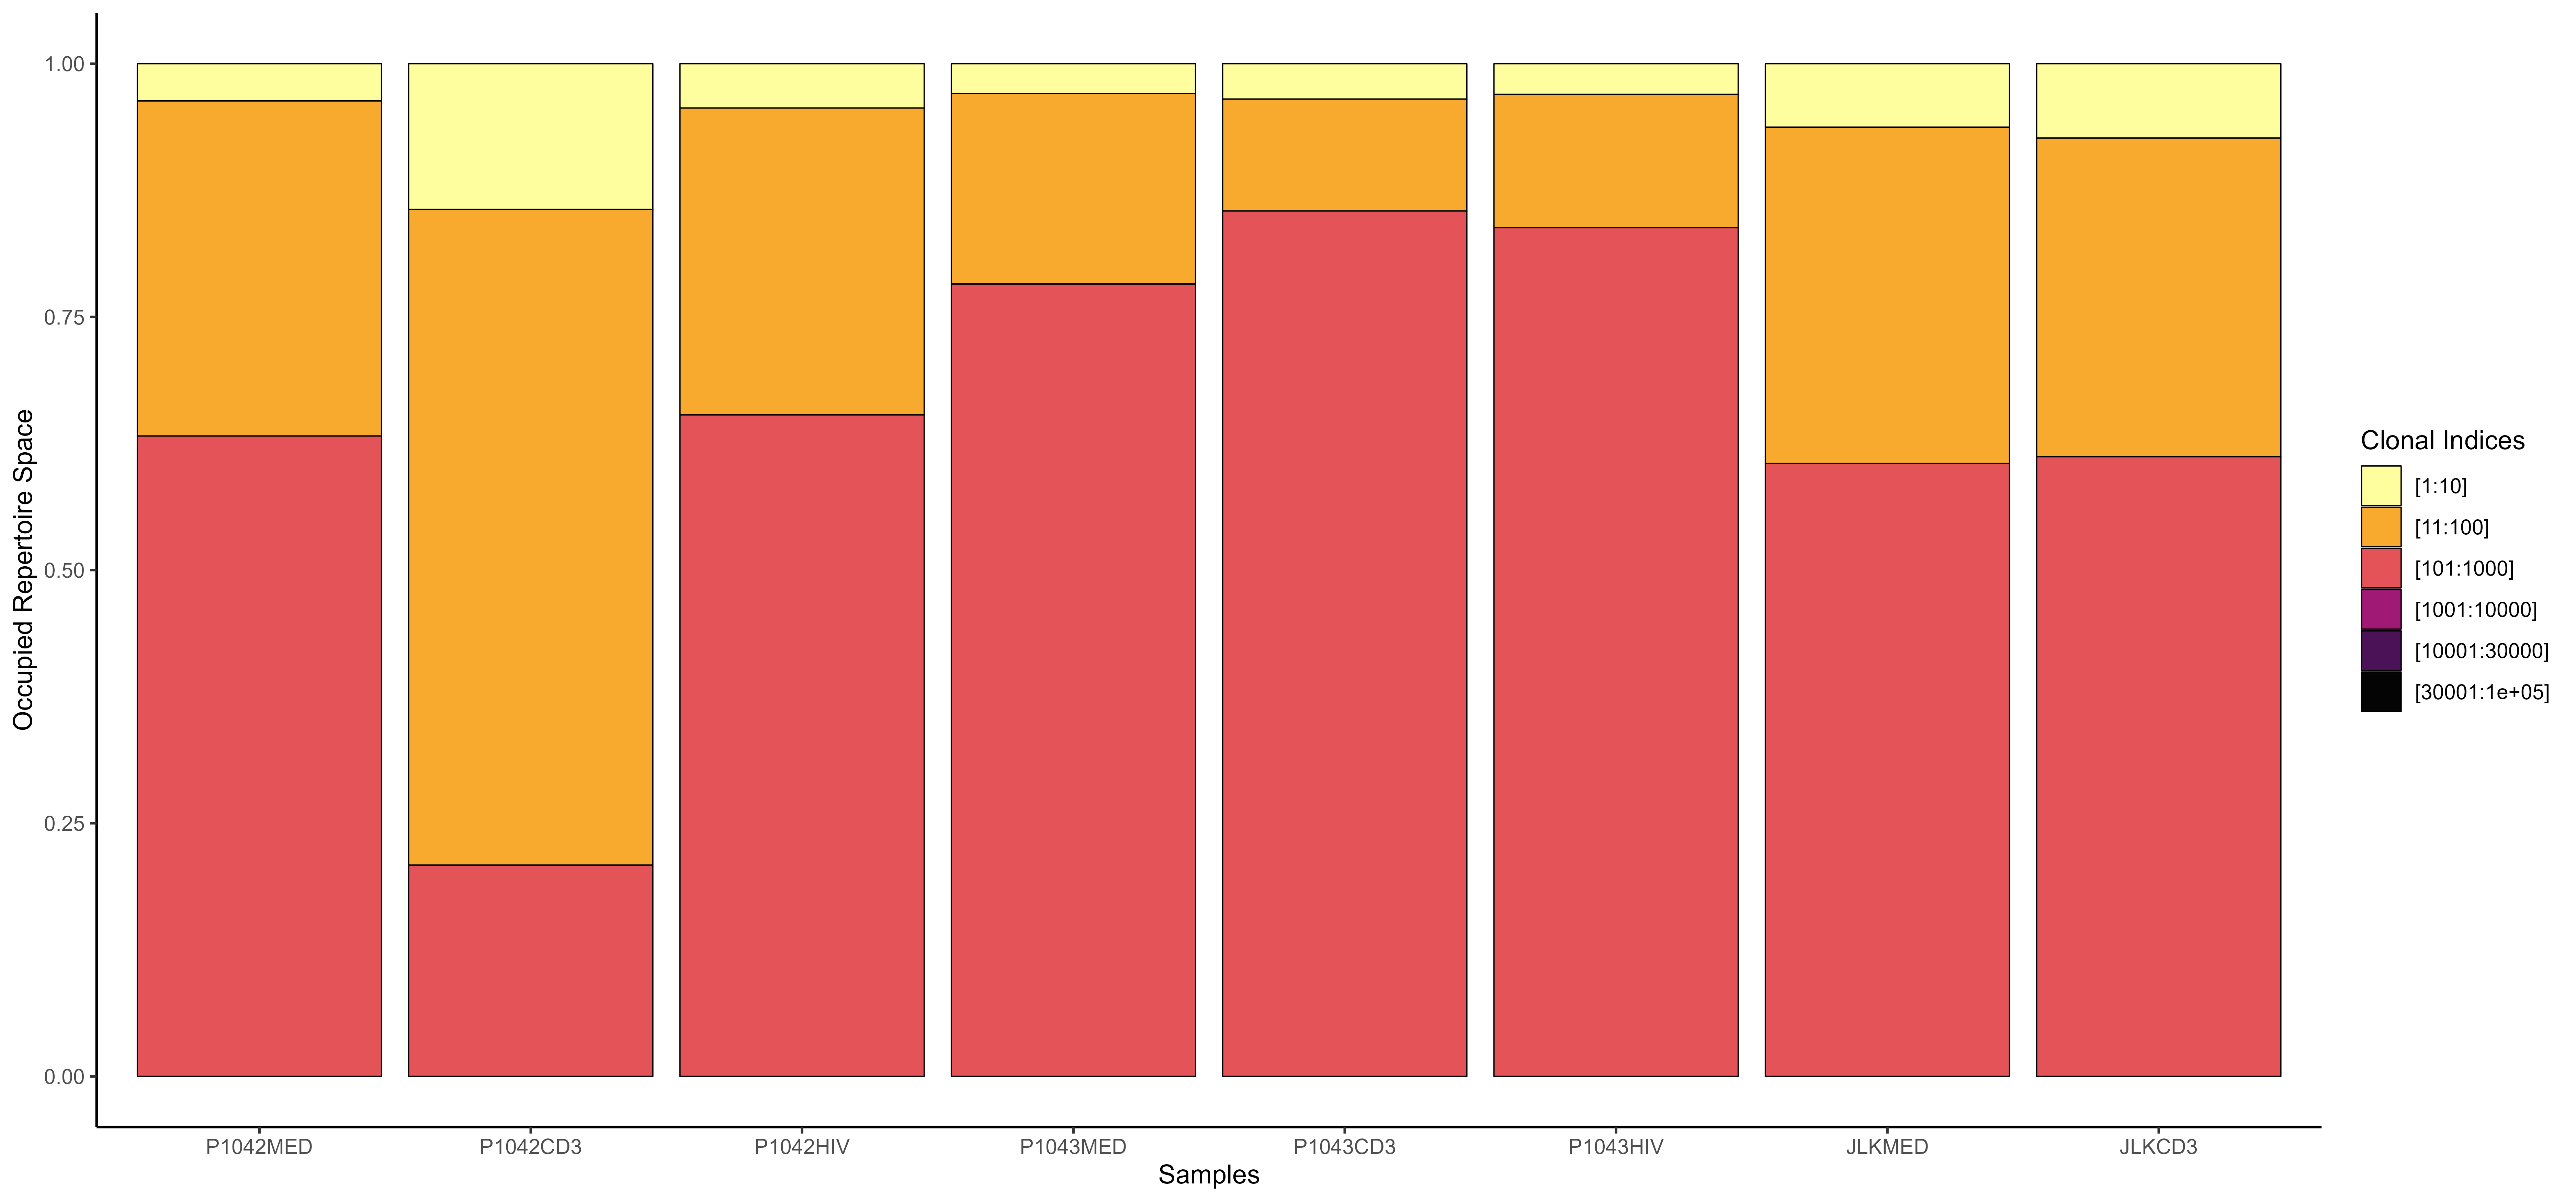 Occupied Repertoire Space
1.00
0.75
0.50
0.25
0.00
P1042MED
P1042CD3
P1042HIV
P1043MED
P1043CD3
P1043HIV
JLKMED
JLKCD3
Samples
Clonal Indices
[1:10]
[11:100]
[101:1000]
[1001:10000]
[10001:30000]
[30001:1e+05]